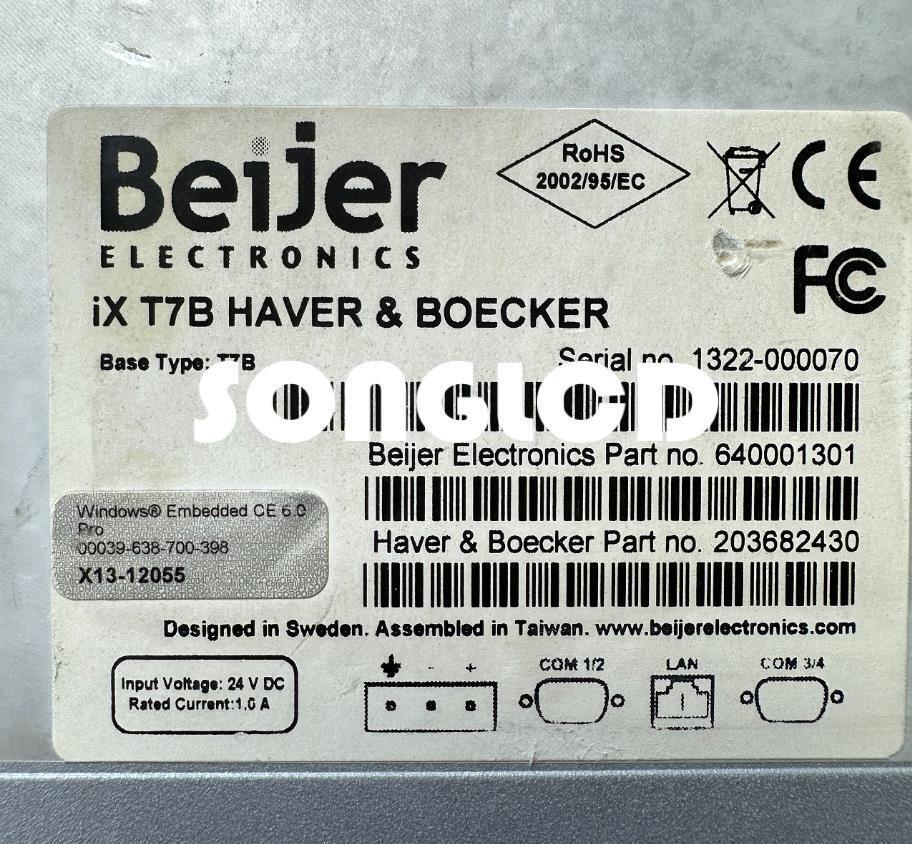 Beijer
ELECTRONICS
RoHS
2002/95/EC
CE
FC
iX T7B HAVER & BOECKER
Base Type: T7B
Serial no. 1322-000070
SONGLCD
Beijer Electronics Part no. 640001301
Windows® Embedded CE 6.0
Pro
00039-638-700-398
X13-12055
Haver & Boecker Part no. 203682430
Designed in Sweden. Assembled in Taiwan. www.beijerelectronics.com
Input Voltage: 24 V DC
Rated Current:1.0 A
- +
COM 1/2
LAN
COM 3/4